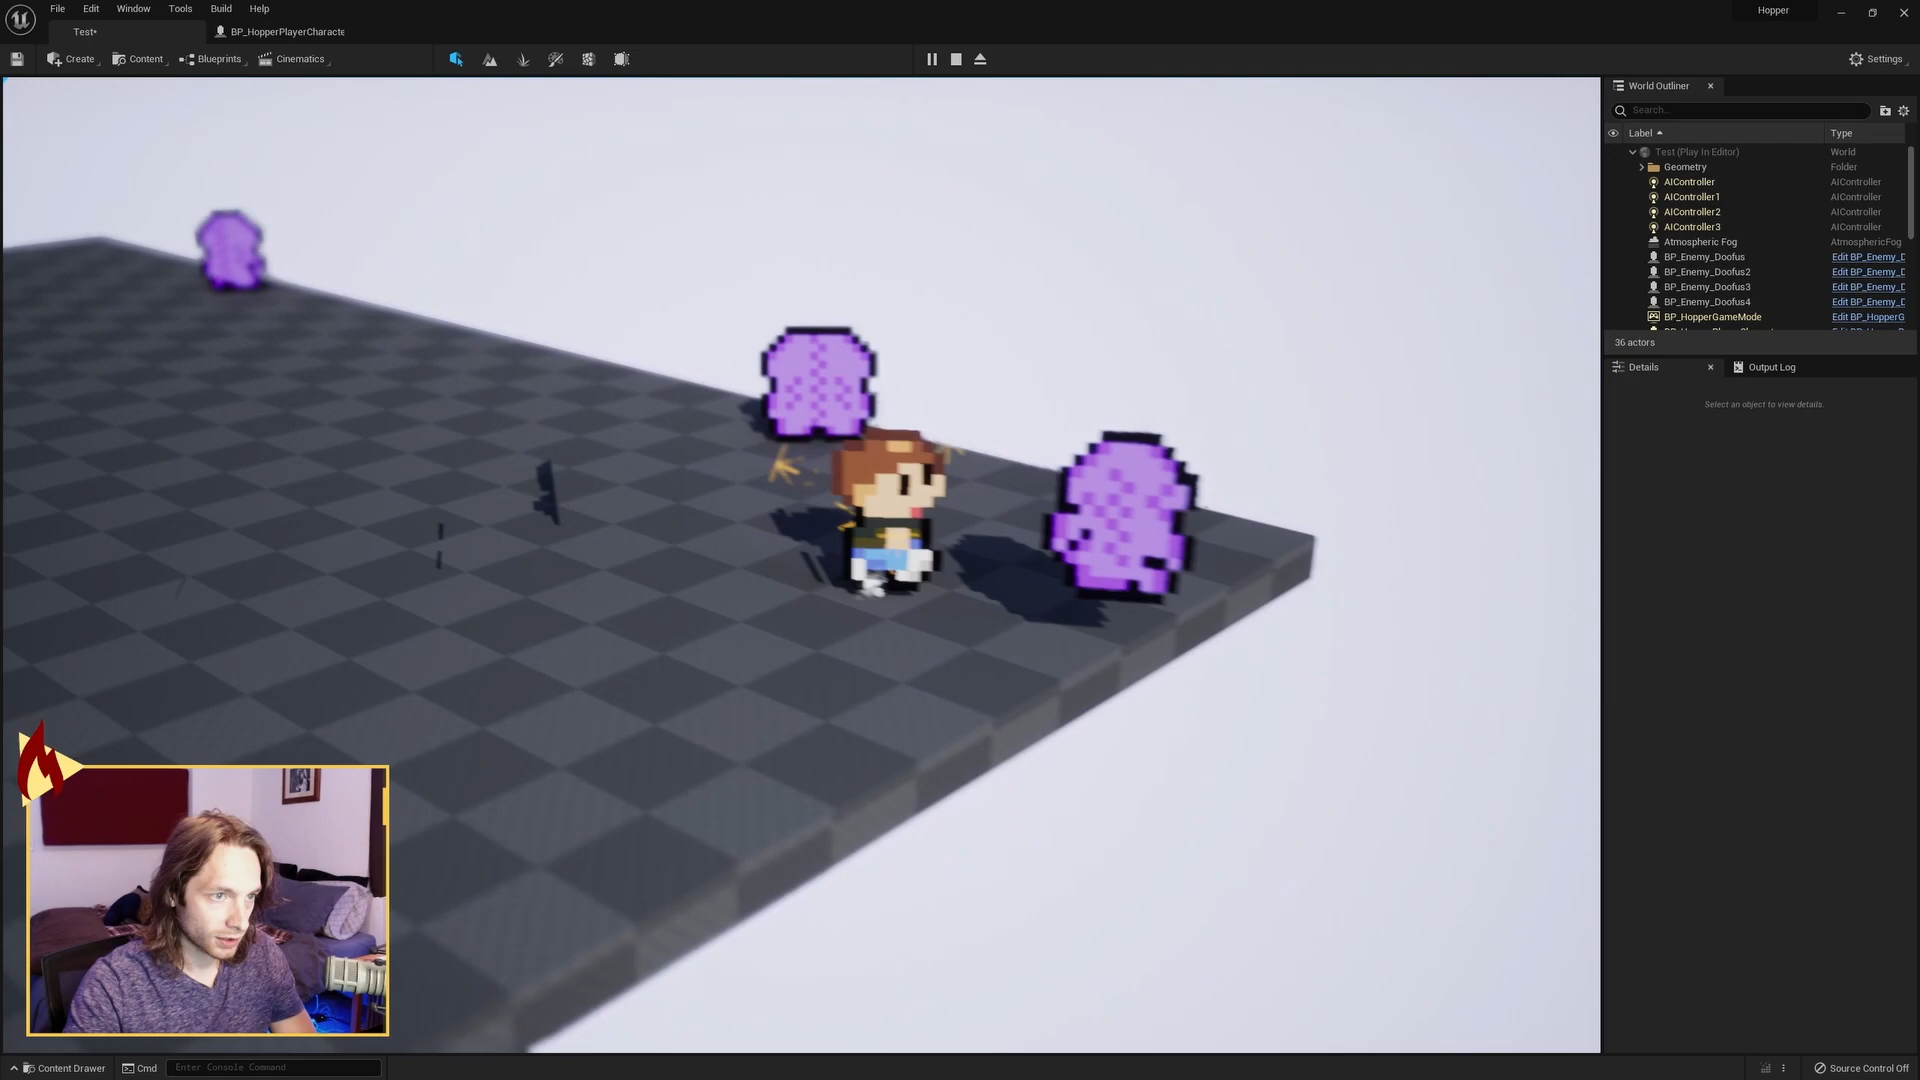 File Edit Window Tools Build Help
Hopper
Test•
BP_HopperPlayerCharacte
Create
Content
Blueprints
Cinematics
Settings
World Outliner
Search...
Label
Type
Test (Play In Editor) World
Geometry Folder
AIController AIController
AIController1 AIController
AIController2 AIController
AIController3 AIController
Atmospheric Fog AtmosphericFog
BP_Enemy_Doofus Edit BP_Enemy_D
BP_Enemy_Doofus2 Edit BP_Enemy_D
BP_Enemy_Doofus3 Edit BP_Enemy_D
BP_Enemy_Doofus4 Edit BP_Enemy_D
BP_HopperGameMode Edit BP_HopperG
36 actors
Details
Output Log
Select an object to view details.
Content Drawer
Cmd
Enter Console Command
Source Control Off